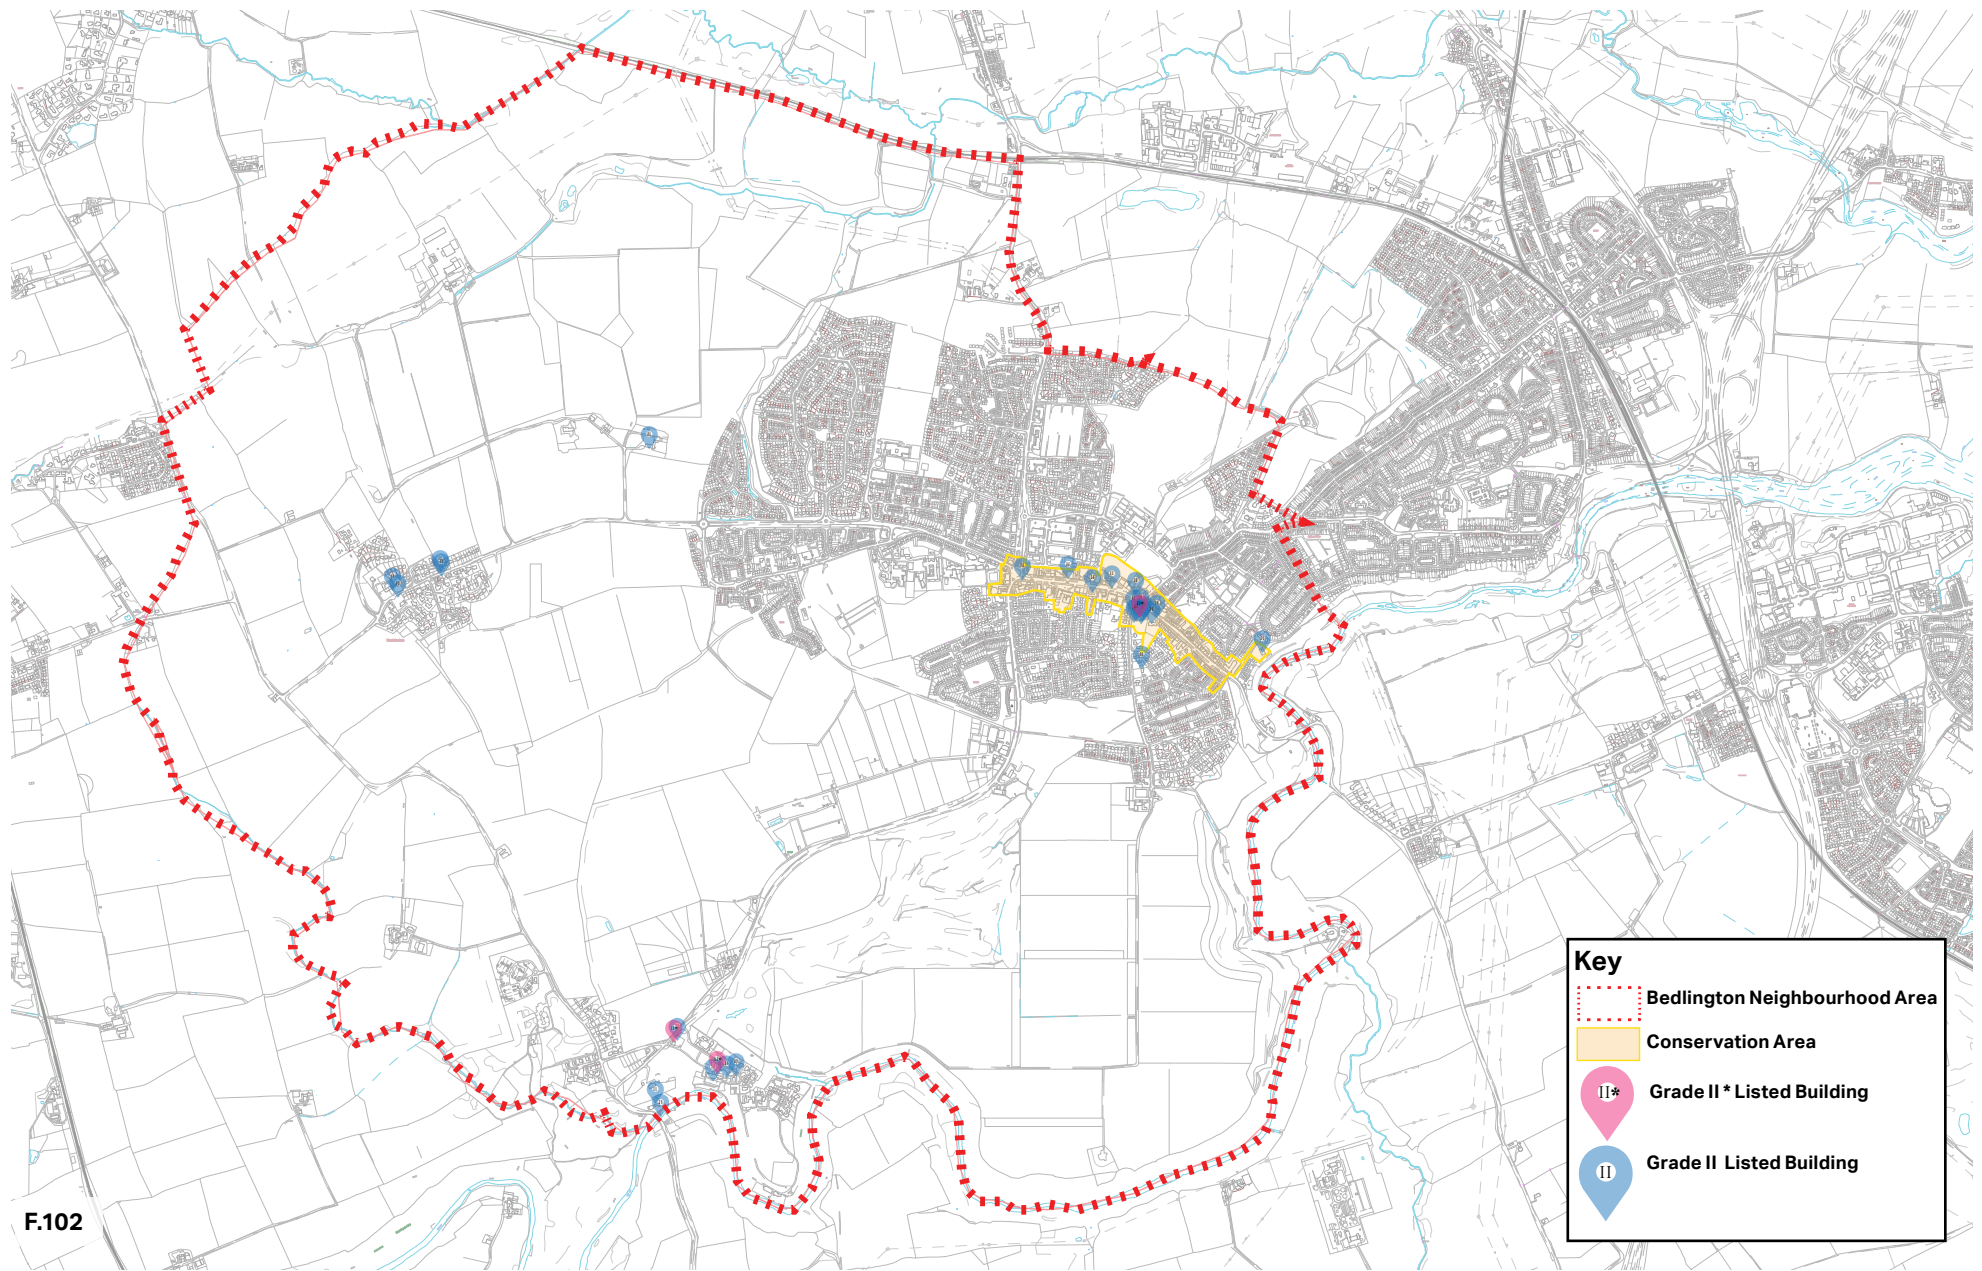 Key
Bedlington Neighbourhood Area
Conservation Area
II* Grade II * Listed Building
II Grade II Listed Building
F.102